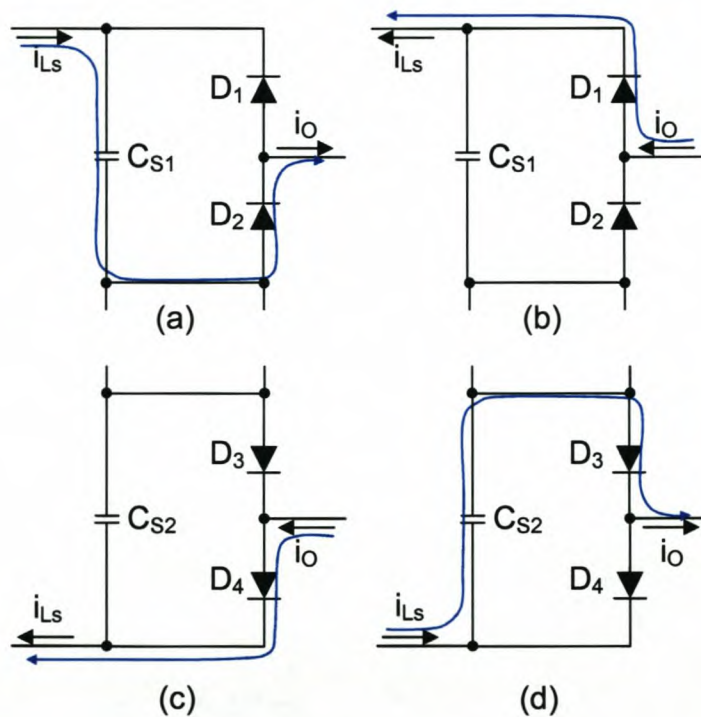 iLs
D1
iO
CS1
D2
(a)
iLs
D1
iO
CS1
D2
(b)
D3
CS2
iO
D4
iLs
(c)
D3
CS2
iO
D4
iLs
(d)